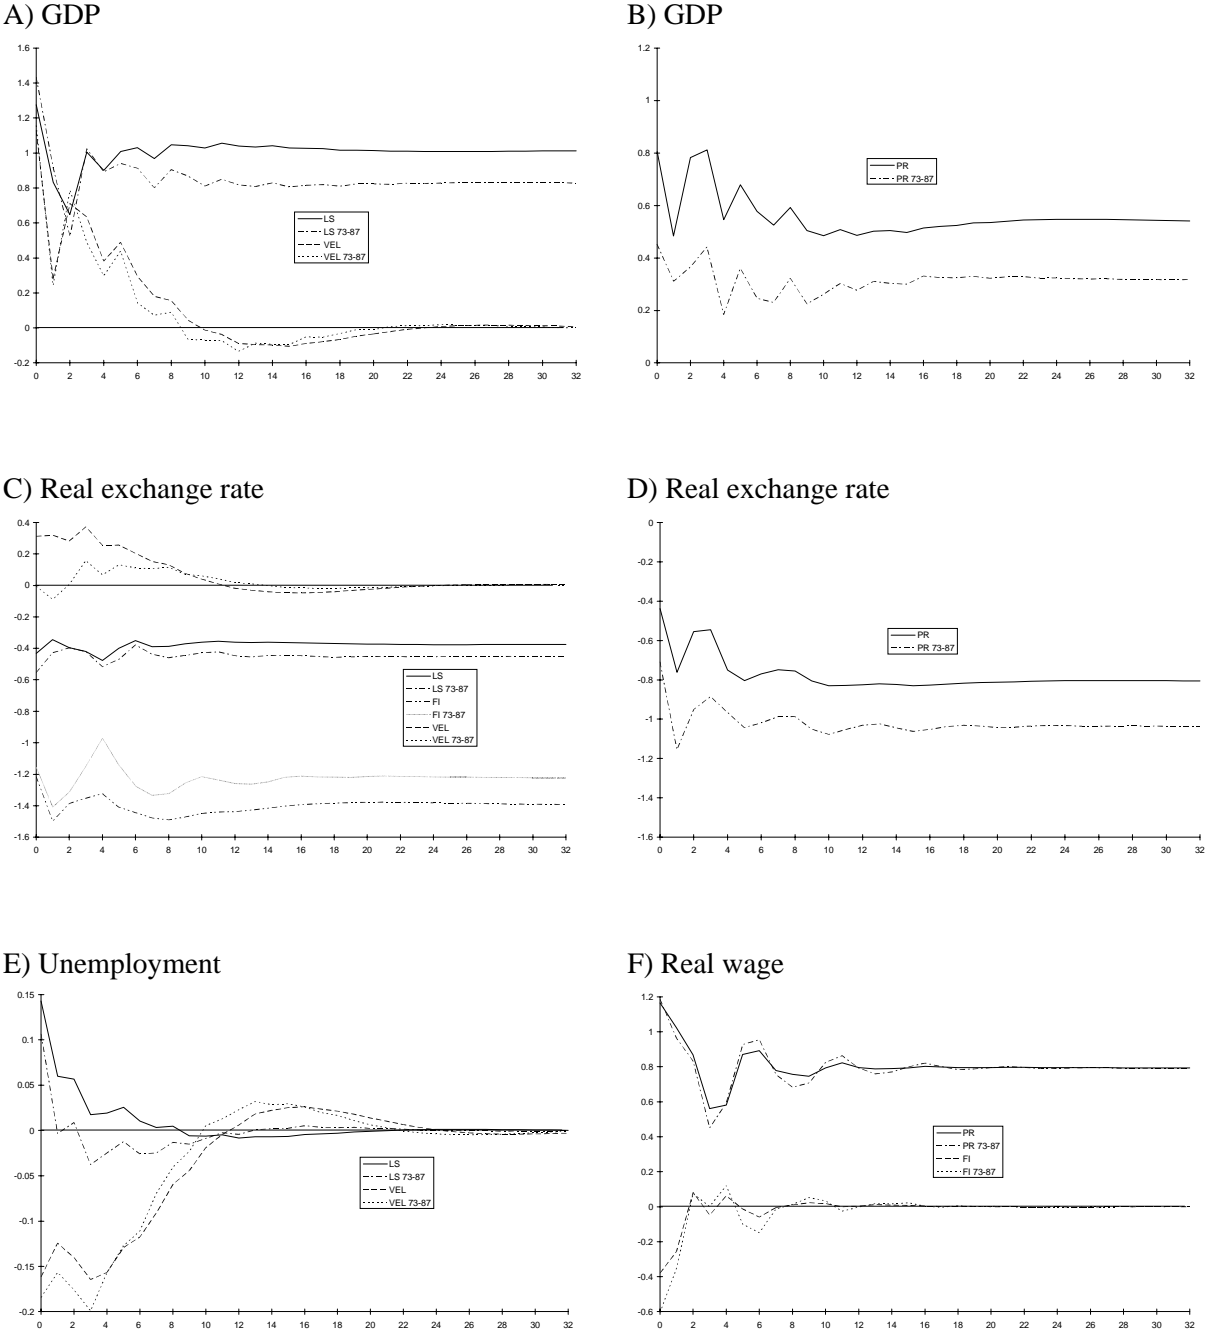 A) GDP
1.6
1.4
1.2
1
0.8
0.6
0.4
0.2
0
-0.2
0 2 4 6 8 10 12 14 16 18 20 22 24 26 28 30 32
LS
LS 73-87
VEL
VEL 73-87
B) GDP
1.2
1
0.8
0.6
0.4
0.2
0
0 2 4 6 8 10 12 14 16 18 20 22 24 26 28 30 32
PR
PR 73-87
C) Real exchange rate
0.4
0.2
0
-0.2
-0.4
-0.6
-0.8
-1
-1.2
-1.4
-1.6
0 2 4 6 8 10 12 14 16 18 20 22 24 26 28 30 32
LS
LS 73-87
FI
FI 73-87
VEL
VEL 73-87
D) Real exchange rate
0
-0.2
-0.4
-0.6
-0.8
-1
-1.2
-1.4
-1.6
0 2 4 6 8 10 12 14 16 18 20 22 24 26 28 30 32
PR
PR 73-87
E) Unemployment
0.15
0.1
0.05
0
-0.05
-0.1
-0.15
-0.2
0 2 4 6 8 10 12 14 16 18 20 22 24 26 28 30 32
LS
LS 73-87
VEL
VEL 73-87
F) Real wage
1.2
1
0.8
0.6
0.4
0.2
0
-0.2
-0.4
-0.6
0 2 4 6 8 10 12 14 16 18 20 22 24 26 28 30 32
PR
PR 73-87
FI
FI 73-87